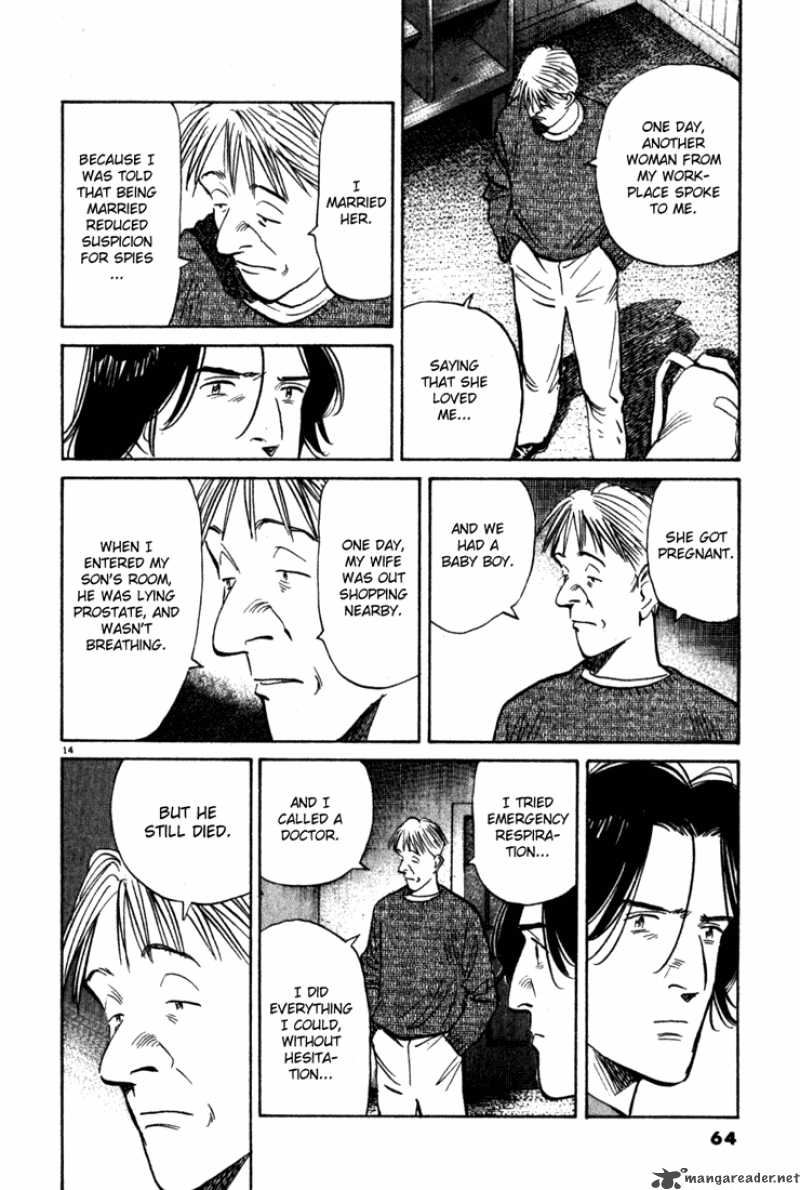 ONE DAY,
ANOTHER
WOMAN FROM
MY WORK-
PLACE SPOKE
TO ME.
SAYING
THAT SHE
LOVED
ME...
I
MARRIED
HER.
BECAUSE I
WAS TOLD
THAT BEING
MARRIED
REDUCED
SUSPICION
FOR SPIES
...
SHE GOT
PREGNANT.
AND WE
HAD A
BABY BOY.
ONE DAY,
MY WIFE
WAS OUT
SHOPPING
NEARBY.
WHEN I
ENTERED MY
SON'S ROOM,
HE WAS LYING
PROSTATE, AND
WASN'T
BREATHING.
14
I TRIED
EMERGENCY
RESPIRA-
TION...
AND I
CALLED A
DOCTOR.
I DID
EVERYTHING
I COULD,
WITHOUT
HESITA-
TION...
BUT HE
STILL DIED.
64
mangareader.net